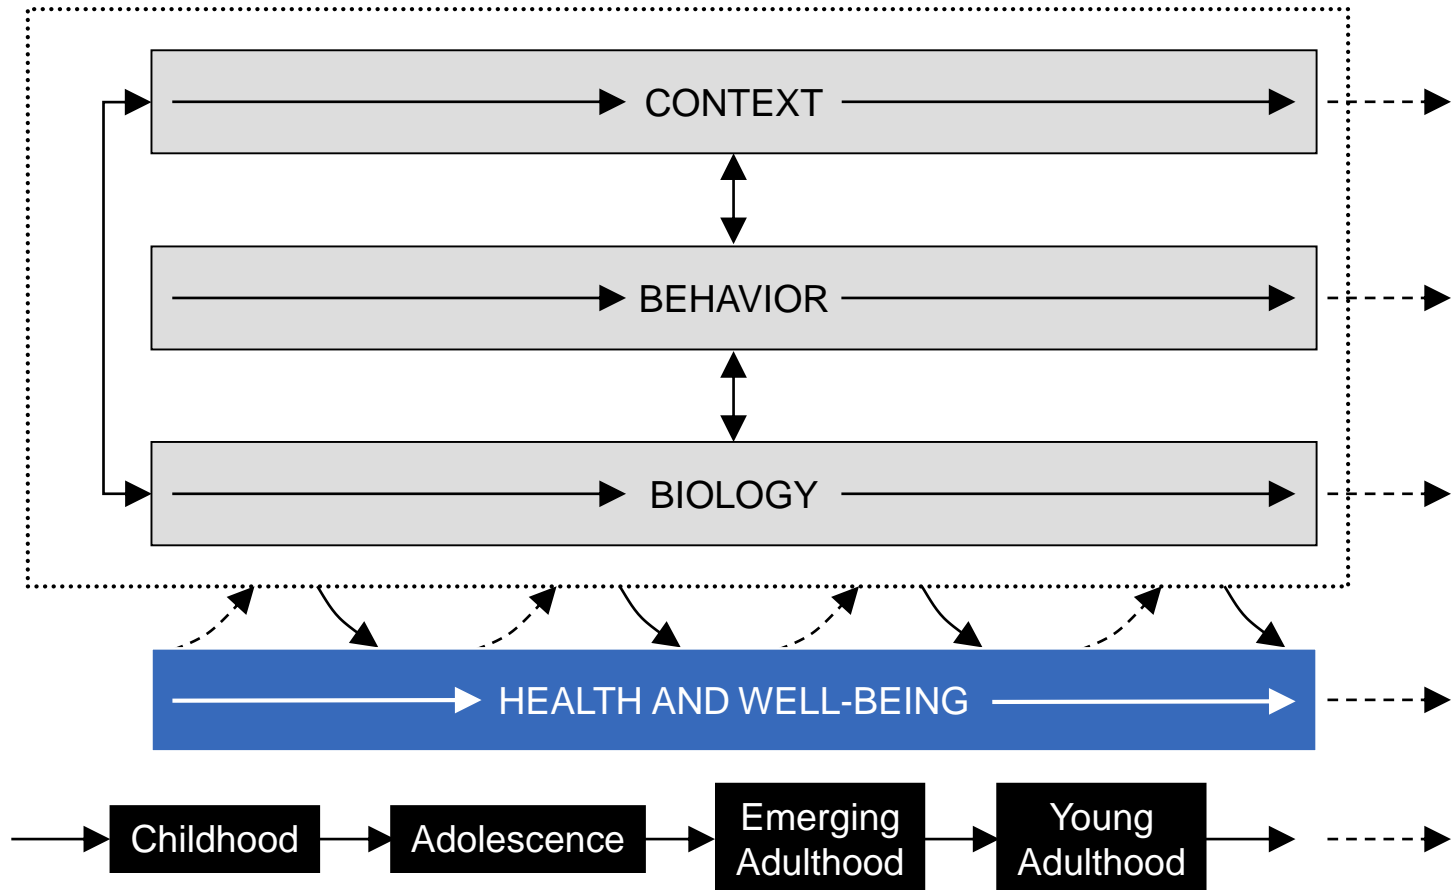 CONTEXT
BEHAVIOR
BIOLOGY
HEALTH AND WELL-BEING
Childhood
Adolescence
Emerging
Adulthood
Young
Adulthood